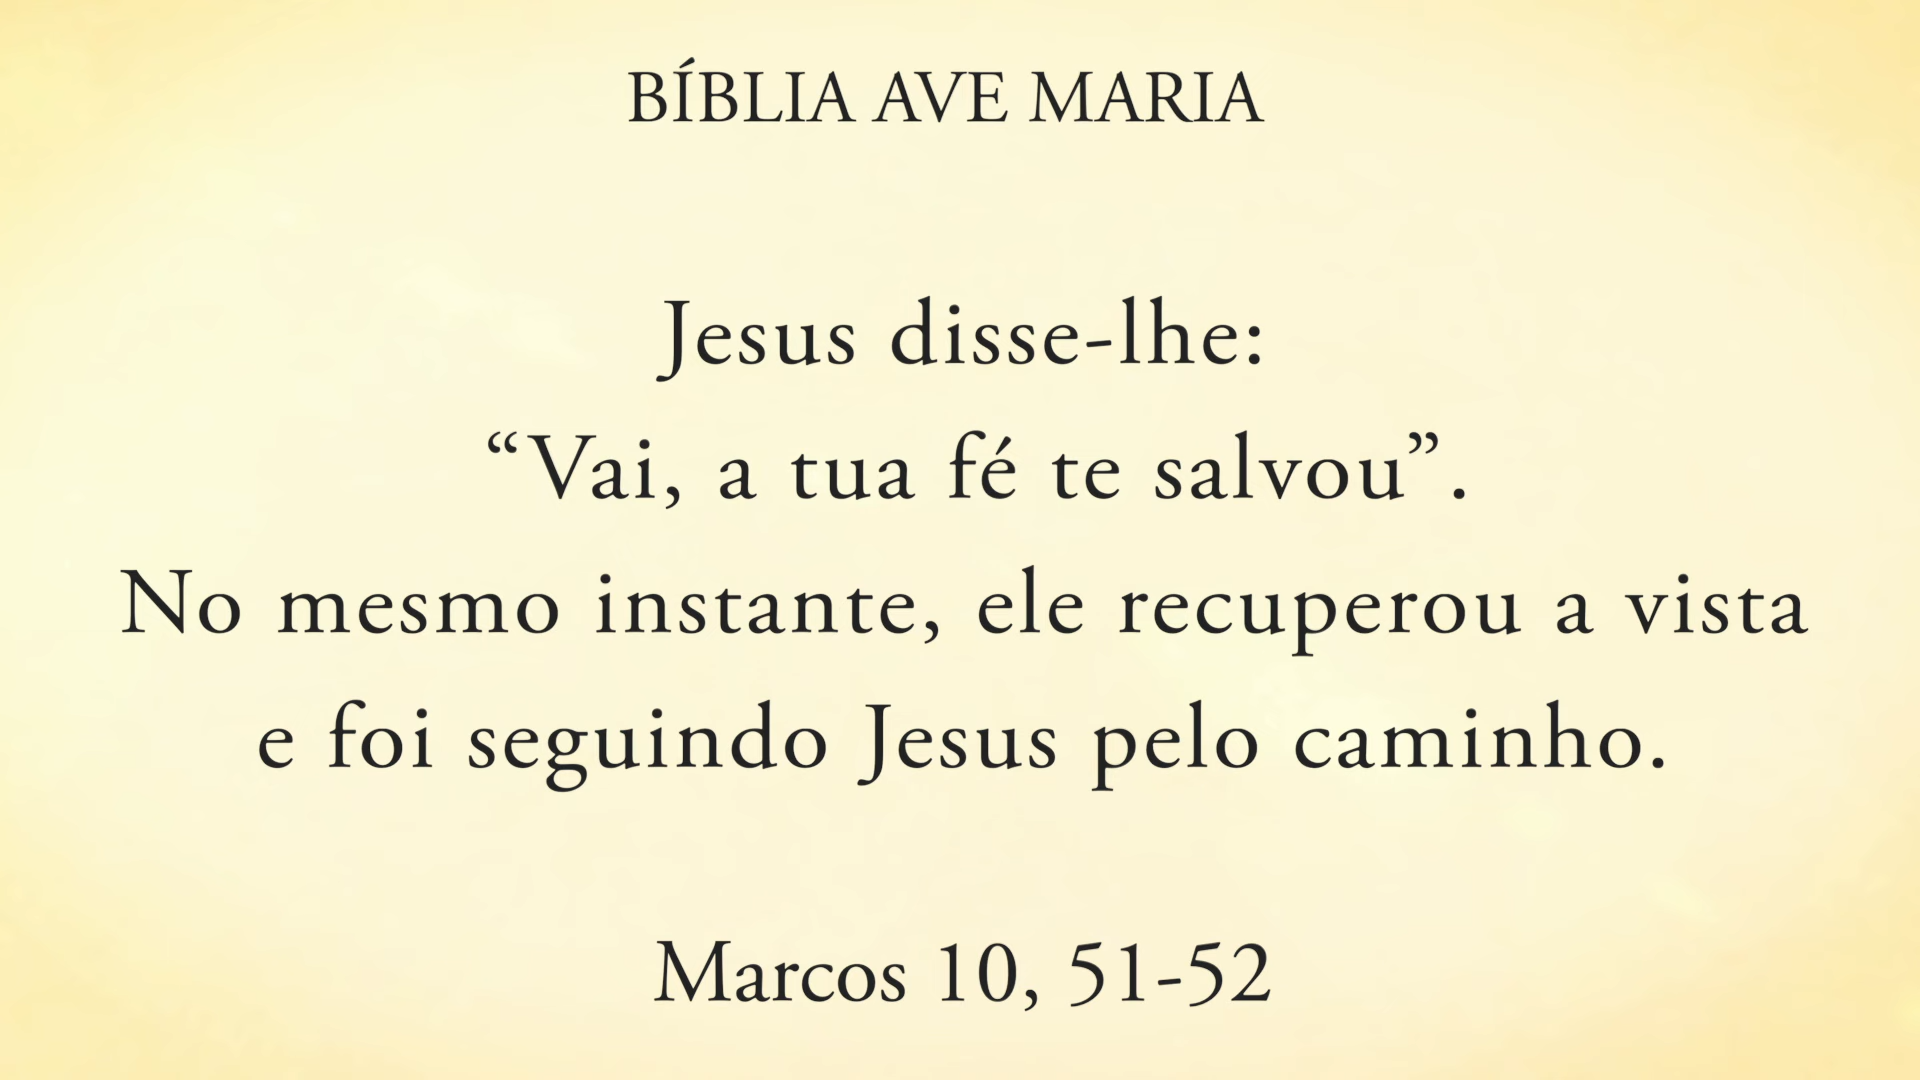 BÍBLIA AVE MARIA
Jesus disse-lhe:
“Vai, a tua fé te salvou”.
No mesmo instante, ele recuperou a vista
e foi seguindo Jesus pelo caminho.
Marcos 10, 51-52